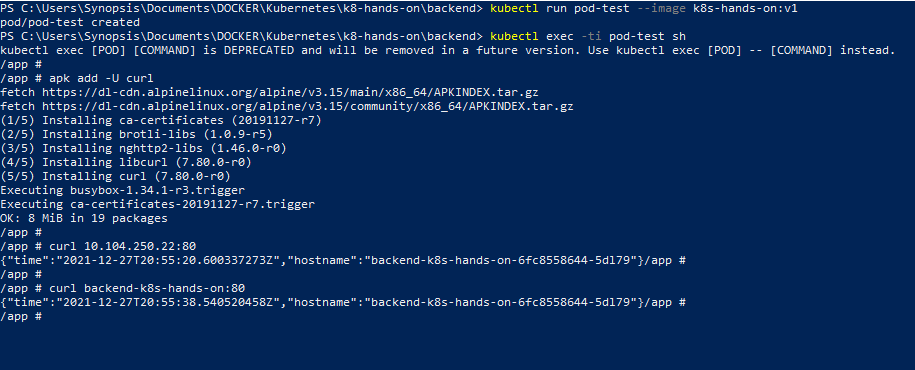 PS C:\Users\Synopsis\Documents\DOCKER\Kubernetes\k8-hands-on\backend> kubectl run pod-test --image k8s-hands-on:v1
pod/pod-test created
PS C:\Users\Synopsis\Documents\DOCKER\Kubernetes\k8-hands-on\backend> kubectl exec -ti pod-test sh
kubectl exec [POD] [COMMAND] is DEPRECATED and will be removed in a future version. Use kubectl exec [POD] -- [COMMAND] instead.
/app #
/app # apk add -U curl
fetch https://dl-cdn.alpinelinux.org/alpine/v3.15/main/x86_64/APKINDEX.tar.gz
fetch https://dl-cdn.alpinelinux.org/alpine/v3.15/community/x86_64/APKINDEX.tar.gz
(1/5) Installing ca-certificates (20191127-r7)
(2/5) Installing brotli-libs (1.0.9-r5)
(3/5) Installing nghttp2-libs (1.46.0-r0)
(4/5) Installing libcurl (7.80.0-r0)
(5/5) Installing curl (7.80.0-r0)
Executing busybox-1.34.1-r3.trigger
Executing ca-certificates-20191127-r7.trigger
OK: 8 MiB in 19 packages
/app #
/app # curl 10.104.250.22:80
{"time":"2021-12-27T20:55:20.600337273Z","hostname":"backend-k8s-hands-on-6fc8558644-5dl79"}/app #
/app #
/app # curl backend-k8s-hands-on:80
{"time":"2021-12-27T20:55:38.540520458Z","hostname":"backend-k8s-hands-on-6fc8558644-5dl79"}/app #
/app #